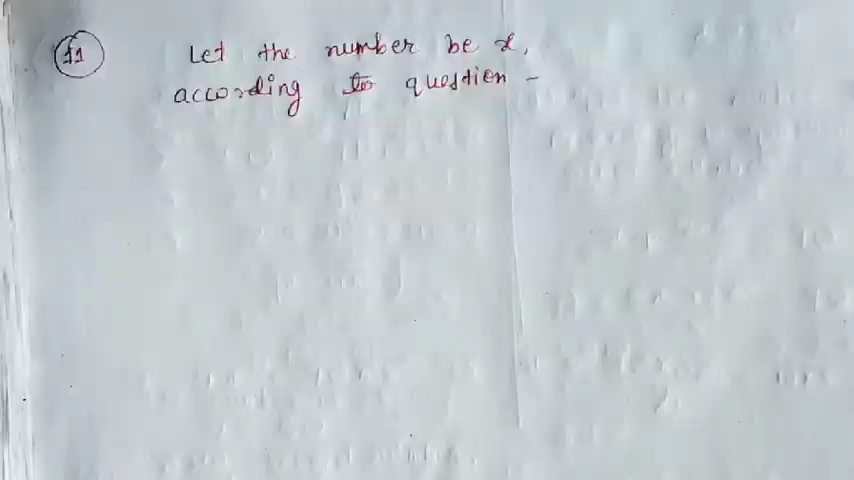 11 Let the number be x,
according to question -